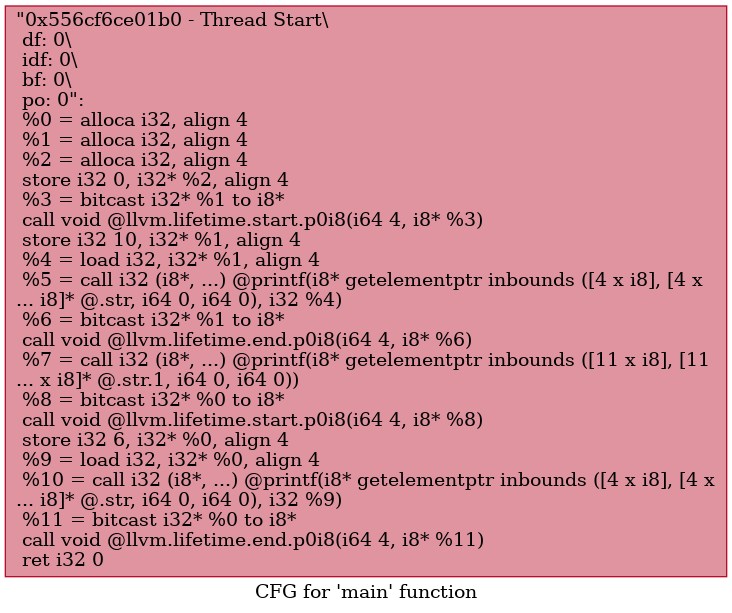 "0x556cf6ce01b0 - Thread Start\
df: 0\
idf: 0\
bf: 0\
po: 0":
%0 = alloca i32, align 4
%1 = alloca i32, align 4
%2 = alloca i32, align 4
store i32 0, i32* %2, align 4
%3 = bitcast i32* %1 to i8*
call void @llvm.lifetime.start.p0i8(i64 4, i8* %3)
store i32 10, i32* %1, align 4
%4 = load i32, i32* %1, align 4
%5 = call i32 (i8*, ...) @printf(i8* getelementptr inbounds ([4 x i8], [4 x
... i8]* @.str, i64 0, i64 0), i32 %4)
%6 = bitcast i32* %1 to i8*
call void @llvm.lifetime.end.p0i8(i64 4, i8* %6)
%7 = call i32 (i8*, ...) @printf(i8* getelementptr inbounds ([11 x i8], [11
... x i8]* @.str.1, i64 0, i64 0))
%8 = bitcast i32* %0 to i8*
call void @llvm.lifetime.start.p0i8(i64 4, i8* %8)
store i32 6, i32* %0, align 4
%9 = load i32, i32* %0, align 4
%10 = call i32 (i8*, ...) @printf(i8* getelementptr inbounds ([4 x i8], [4 x
... i8]* @.str, i64 0, i64 0), i32 %9)
%11 = bitcast i32* %0 to i8*
call void @llvm.lifetime.end.p0i8(i64 4, i8* %11)
ret i32 0
CFG for 'main' function